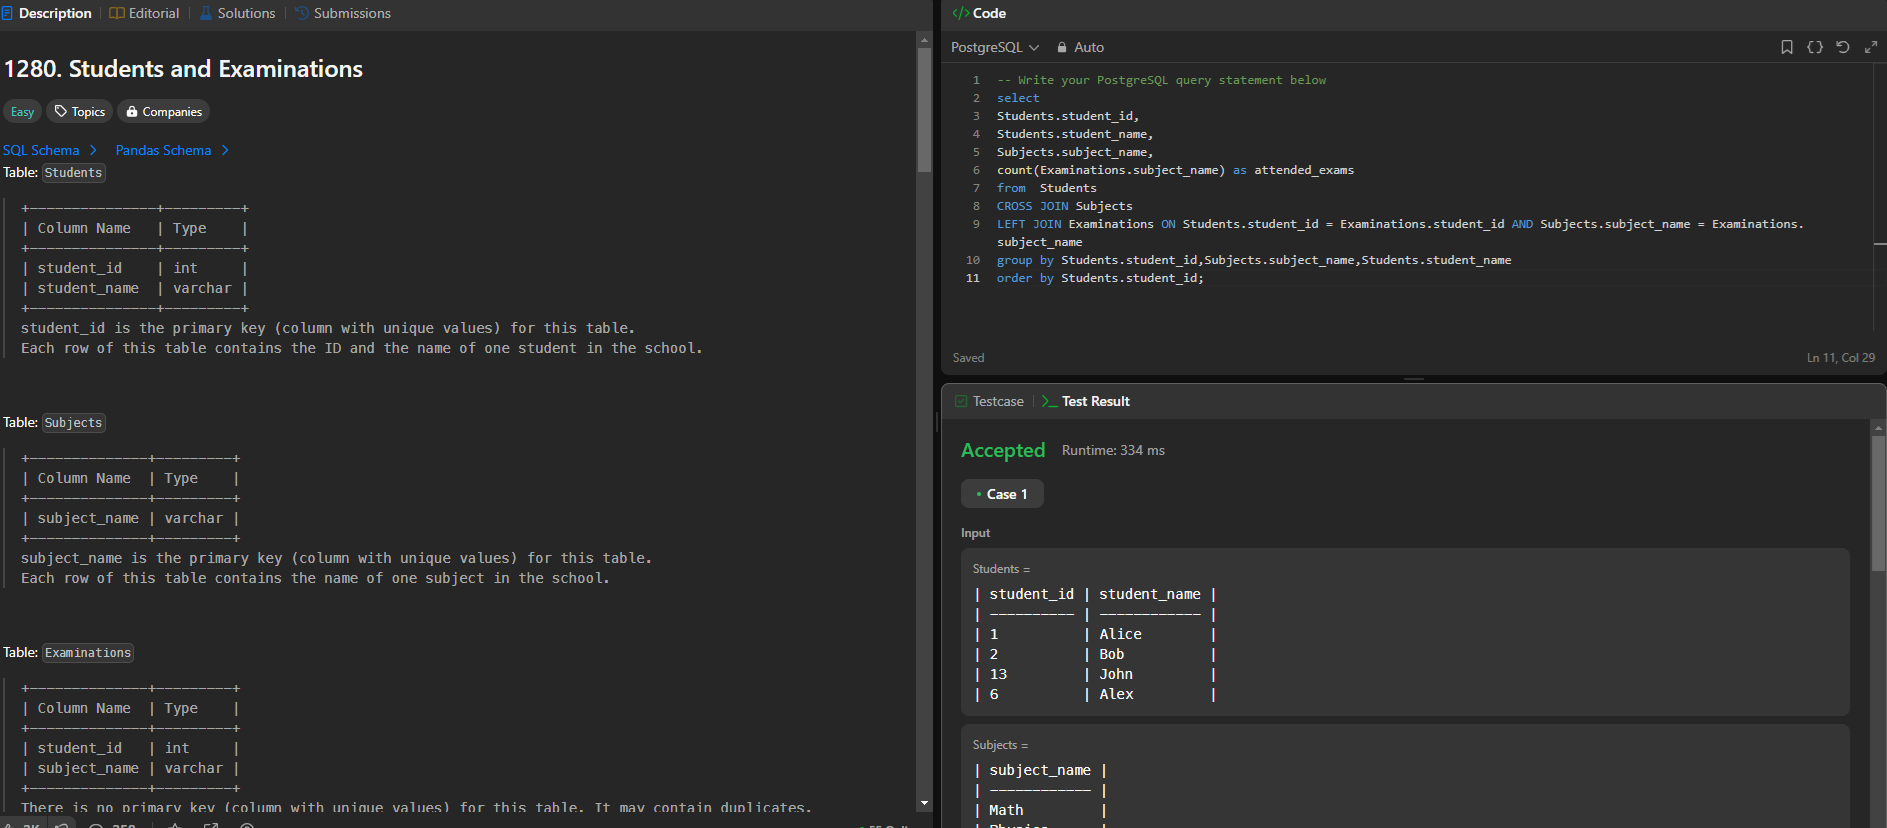 Description | Editorial | Solutions | Submissions
1280. Students and Examinations
Easy Topics Companies
SQL Schema > Pandas Schema >
Table: Students
+---------------+---------+
| Column Name   | Type    |
+---------------+---------+
| student_id    | int     |
| student_name  | varchar |
+---------------+---------+
student_id is the primary key (column with unique values) for this table.
Each row of this table contains the ID and the name of one student in the school.
Table: Subjects
+--------------+---------+
| Column Name  | Type    |
+--------------+---------+
| subject_name | varchar |
+--------------+---------+
subject_name is the primary key (column with unique values) for this table.
Each row of this table contains the name of one subject in the school.
Table: Examinations
+--------------+---------+
| Column Name  | Type    |
+--------------+---------+
| student_id   | int     |
| subject_name | varchar |
+--------------+---------+
There is no primary key (column with unique values) for this table. It may contain duplicates.
</> Code
PostgreSQL Auto
1 -- Write your PostgreSQL query statement below
2 select
3 Students.student_id,
4 Students.student_name,
5 Subjects.subject_name,
6 count(Examinations.subject_name) as attended_exams
7 from  Students
8 CROSS JOIN Subjects
9 LEFT JOIN Examinations ON Students.student_id = Examinations.student_id AND Subjects.subject_name = Examinations.
subject_name
10 group by Students.student_id,Subjects.subject_name,Students.student_name
11 order by Students.student_id;
Saved Ln 11, Col 29
Testcase | >_ Test Result
Accepted Runtime: 334 ms
• Case 1
Input
Students =
| student_id | student_name |
| ---------- | ------------ |
| 1          | Alice        |
| 2          | Bob          |
| 13         | John         |
| 6          | Alex         |
Subjects =
| subject_name |
| ------------ |
| Math         |